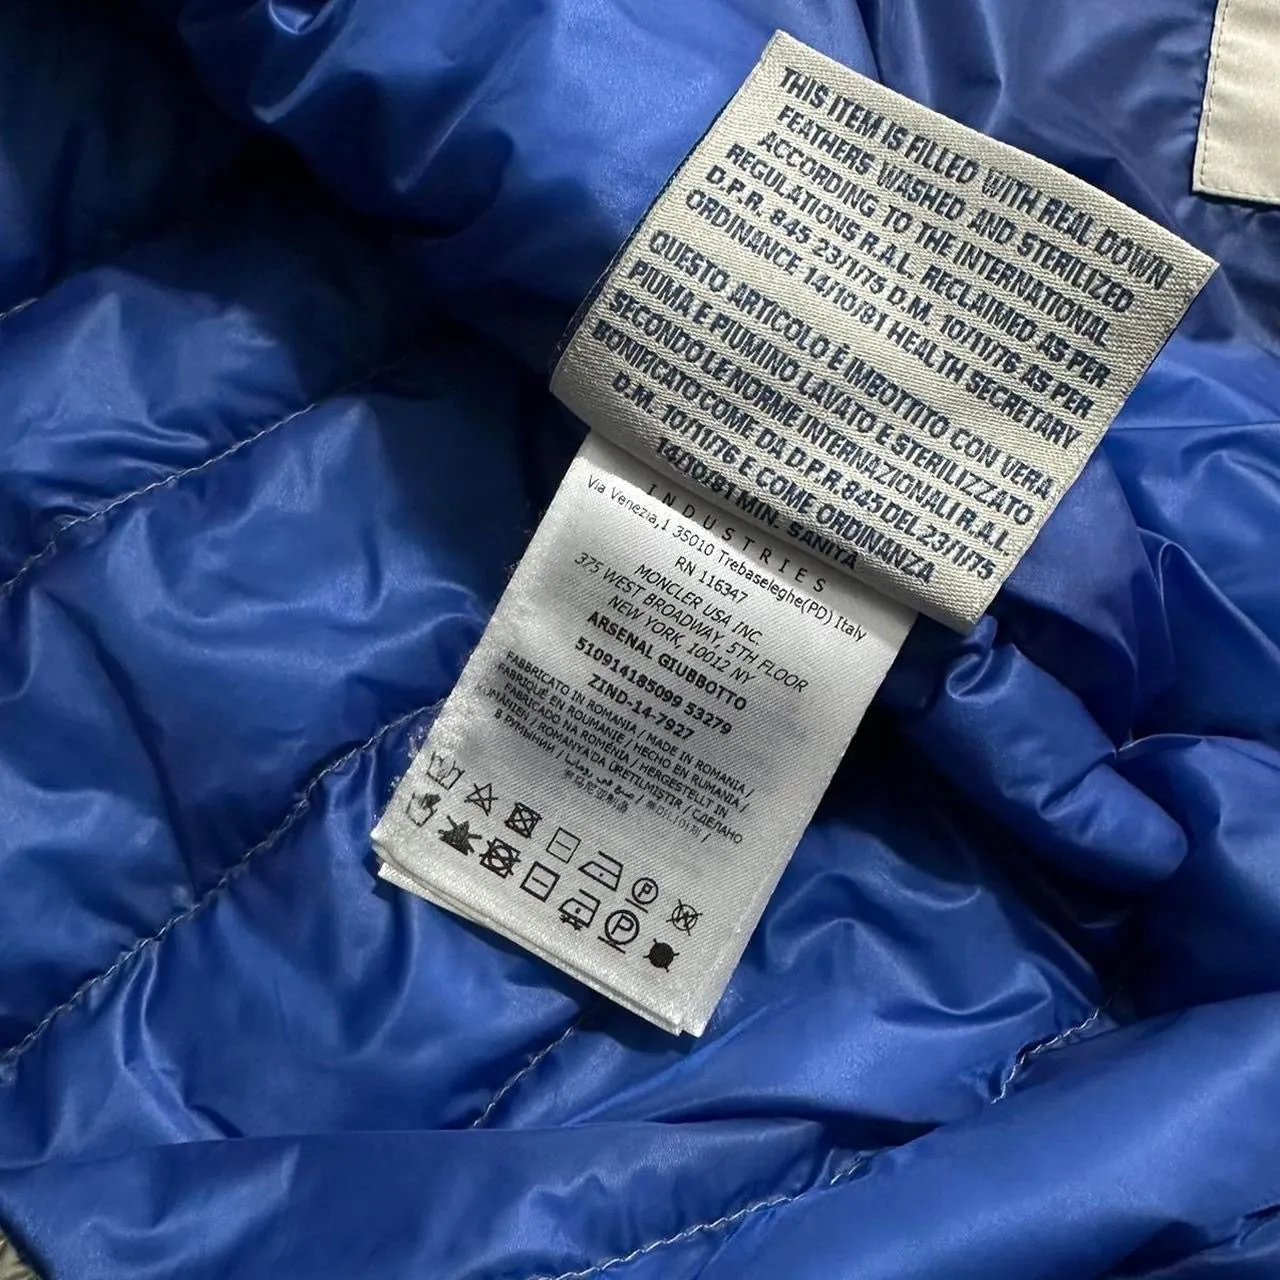 THIS ITEM IS FILLED WITH REAL DOWN
FEATHERS. WASHED AND STERILIZED
ACCORDING TO THE INTERNATIONAL
REGULATIONS R.A.L. RECLAIMED AS PER
D.P.R. 845 23/1/75 D.M. 10/11/76 AS PER
ORDINANCE 14/10/81 HEALTH SECRETARY
QUESTO ARTICOLO È IMBOTTITO CON VERA
PIUMA E PIUMINO LAVATO E STERILIZZATO
SECONDO LE NORME INTERNAZIONALI R.A.L.
BONIFICATO COME DA D.P.R. 845 DEL 23/1/75
D.M. 10/11/76 E COME ORDINANZA
14/10/81 MIN. SANITA
INDUSTRIES
Via Venezia,1 35010 Trebaseleghe(PD) Italy
RN 116347
MONCLER USA INC.
375 WEST BROADWAY, 5TH FLOOR
NEW YORK, 10012 NY
ARSENAL GIUBBOTTO
510914185099 53279
ZIND-14-7927
FABBRICATO IN ROMANIA / MADE IN ROMANIA /
FABRIQUÉ EN ROUMANIE / HECHO EN RUMANIA /
FABRICADO NA ROMÉNIA / HERGESTELLT IN
RUMÄNIEN / ROMANYA DA ÜRETILMISTIR / СДЕЛАНО
В РУМЫНИИ /
P
W
P